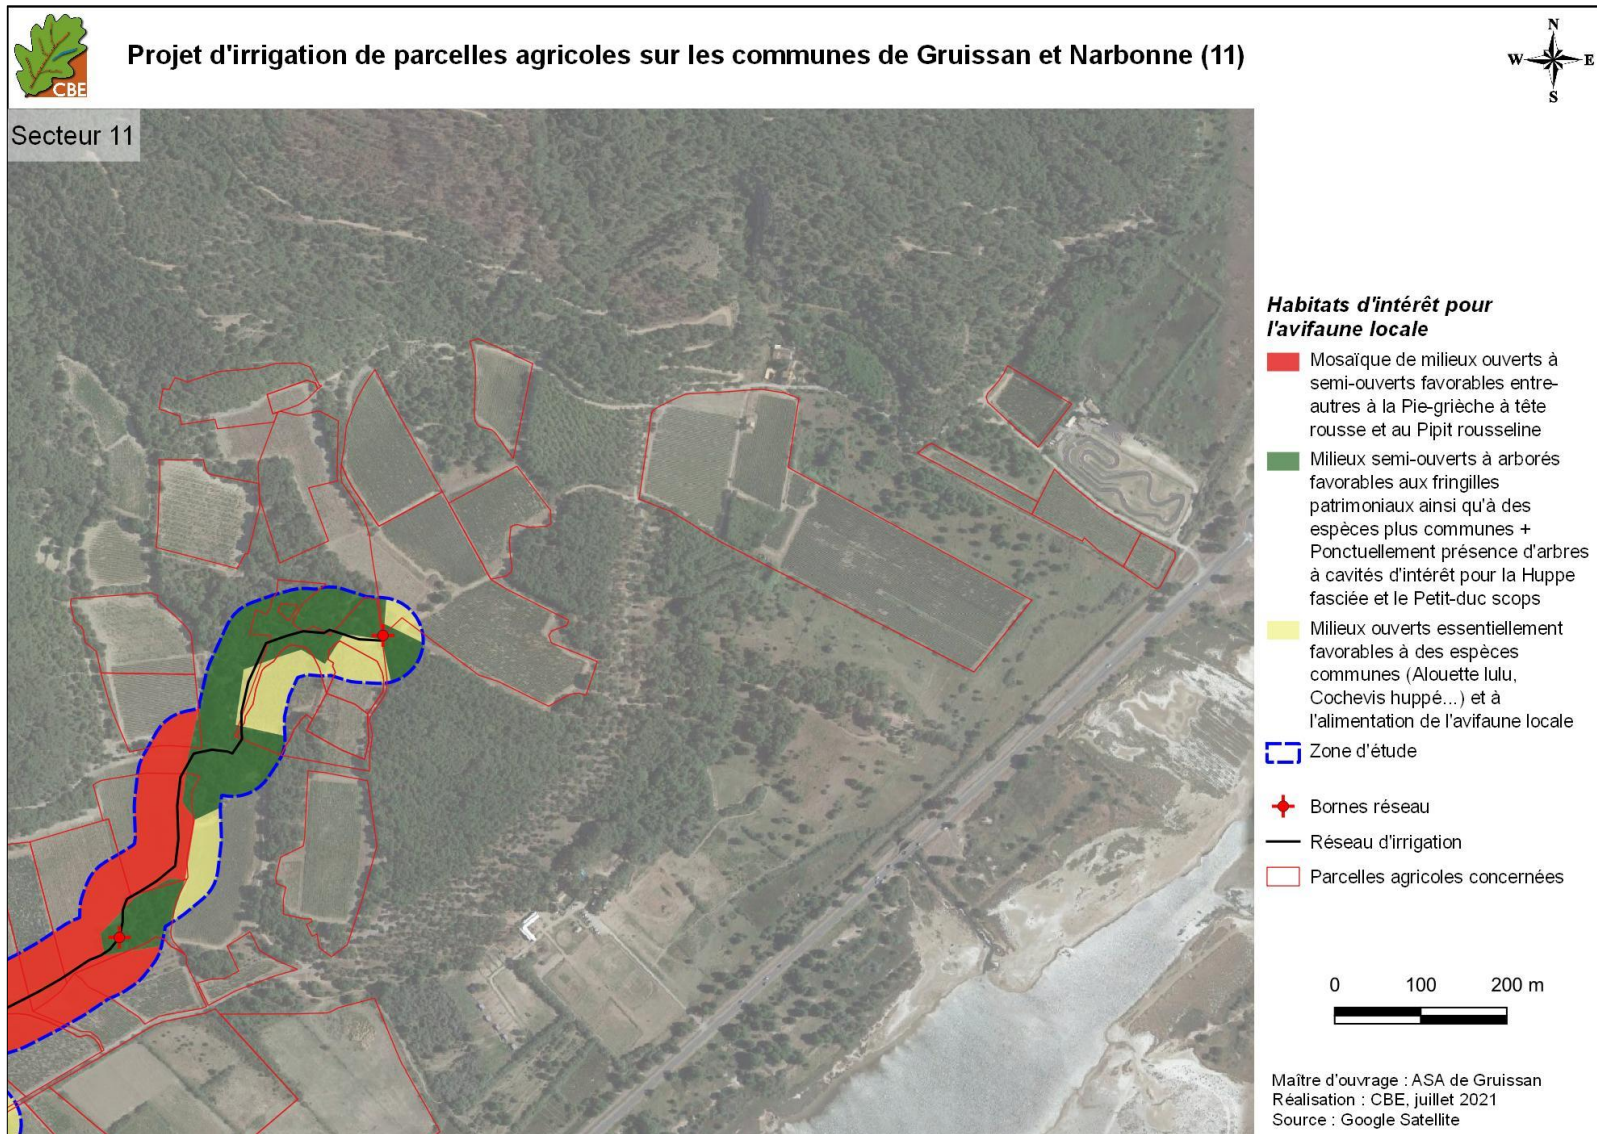 Projet d'irrigation de parcelles agricoles sur les communes de Gruissan et Narbonne (11)
CBE
N
W
E
S
Secteur 11
Habitats d'intérêt pour
l'avifaune locale
Mosaïque de milieux ouverts à
semi-ouverts favorables entre-
autres à la Pie-grièche à tête
rousse et au Pipit rousseline
Milieux semi-ouverts à arborés
favorables aux fringilles
patrimoniaux ainsi qu'à des
espèces plus communes +
Ponctuellement présence d'arbres
à cavités d'intérêt pour la Huppe
fasciée et le Petit-duc scops
Milieux ouverts essentiellement
favorables à des espèces
communes (Alouette lulu,
Cochevis huppé...) et à
l'alimentation de l'avifaune locale
Zone d'étude
Bornes réseau
Réseau d'irrigation
Parcelles agricoles concernées
0 100 200 m
Maître d'ouvrage : ASA de Gruissan
Réalisation : CBE, juillet 2021
Source : Google Satellite